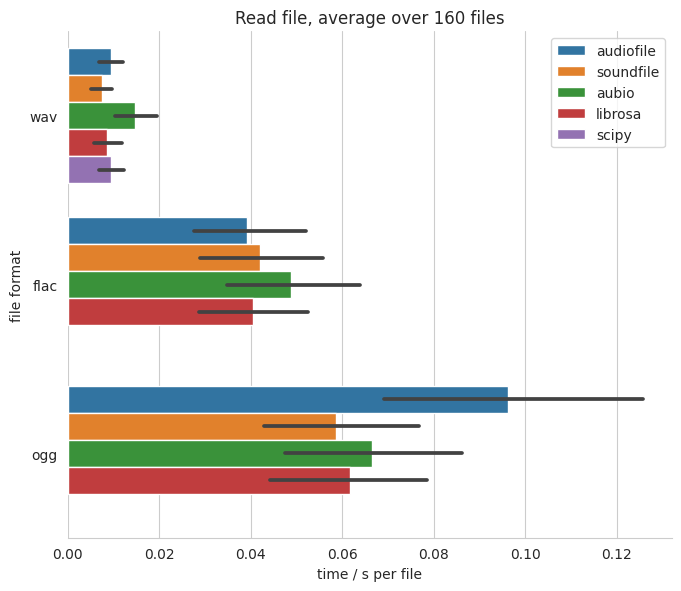 Read file, average over 160 files
audiofile
soundfile
aubio
librosa
scipy
wav
flac
ogg
file format
0.00 0.02 0.04 0.06 0.08 0.10 0.12
time / s per file